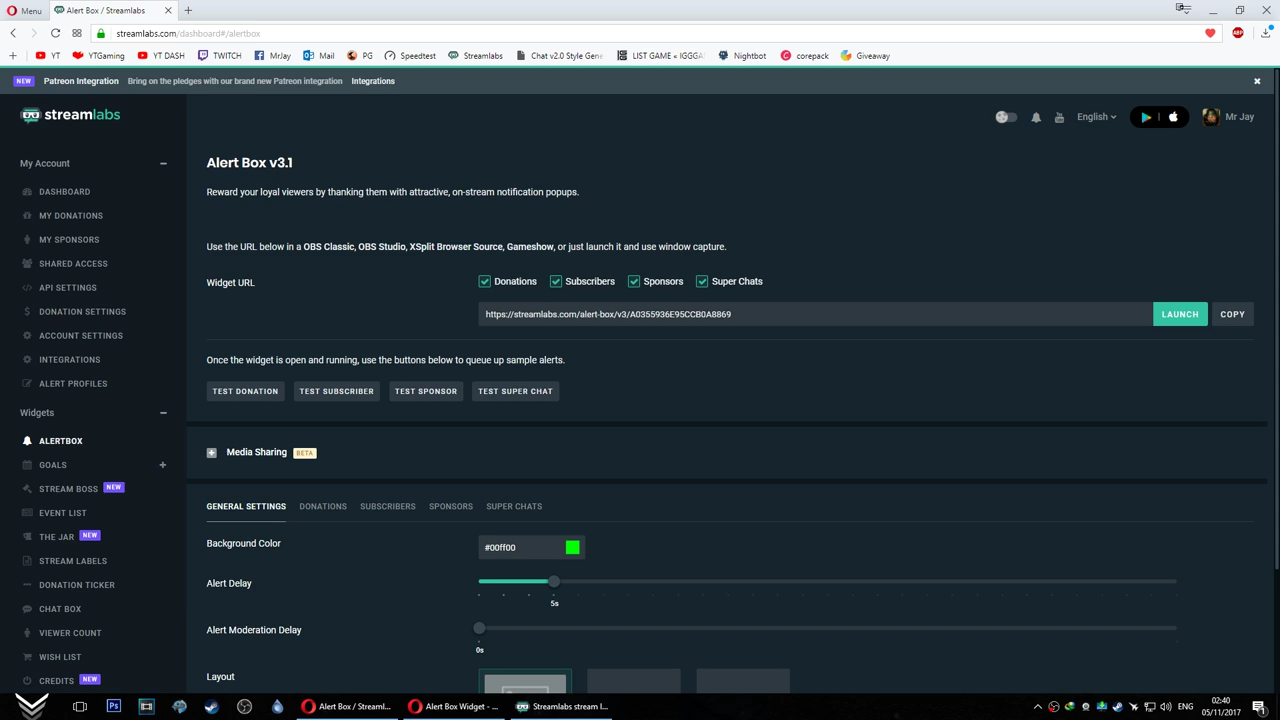 Menu
Alert Box / Streamlabs
streamlabs.com/dashboard#/alertbox
YT
YTGaming
YT DASH
TWITCH
MrJay
Mail
PG
Speedtest
Streamlabs
Chat v2.0 Style Gene
LIST GAME « IGGGA
Nightbot
corepack
Giveaway
NEW Patreon Integration Bring on the pledges with our brand new Patreon integration Integrations
streamlabs
English
Mr Jay
My Account
DASHBOARD
MY DONATIONS
MY SPONSORS
SHARED ACCESS
API SETTINGS
DONATION SETTINGS
ACCOUNT SETTINGS
INTEGRATIONS
ALERT PROFILES
Widgets
ALERTBOX
GOALS
STREAM BOSS NEW
EVENT LIST
THE JAR NEW
STREAM LABELS
DONATION TICKER
CHAT BOX
VIEWER COUNT
WISH LIST
CREDITS NEW
Alert Box v3.1
Reward your loyal viewers by thanking them with attractive, on-stream notification popups.
Use the URL below in a OBS Classic, OBS Studio, XSplit Browser Source, Gameshow, or just launch it and use window capture.
Widget URL
Donations
Subscribers
Sponsors
Super Chats
https://streamlabs.com/alert-box/v3/A0355936E95CCB0A8869
LAUNCH
COPY
Once the widget is open and running, use the buttons below to queue up sample alerts.
TEST DONATION
TEST SUBSCRIBER
TEST SPONSOR
TEST SUPER CHAT
Media Sharing BETA
GENERAL SETTINGS
DONATIONS
SUBSCRIBERS
SPONSORS
SUPER CHATS
Background Color
#00ff00
Alert Delay
5s
Alert Moderation Delay
0s
Layout
Ps
Alert Box / Streaml...
Alert Box Widget - ...
Streamlabs stream l...
02:40
05/11/2017
ABP
1